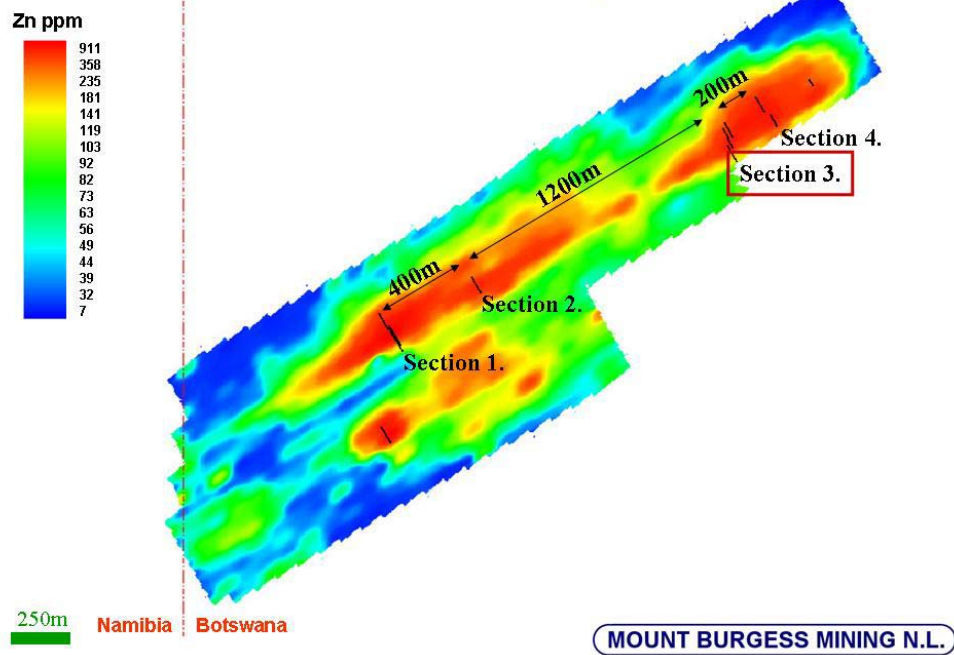 Zn ppm
911
358
235
181
141
119
103
92
82
73
63
56
49
44
39
32
7
200m
Section 4.
Section 3.
1200m
400m
Section 2.
Section 1.
250m
Namibia
Botswana
MOUNT BURGESS MINING N.L.